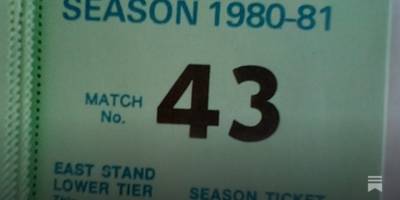 SEASON 1980-81
MATCH
No.
43
EAST STAND
LOWER TIER
SEASON TICKET